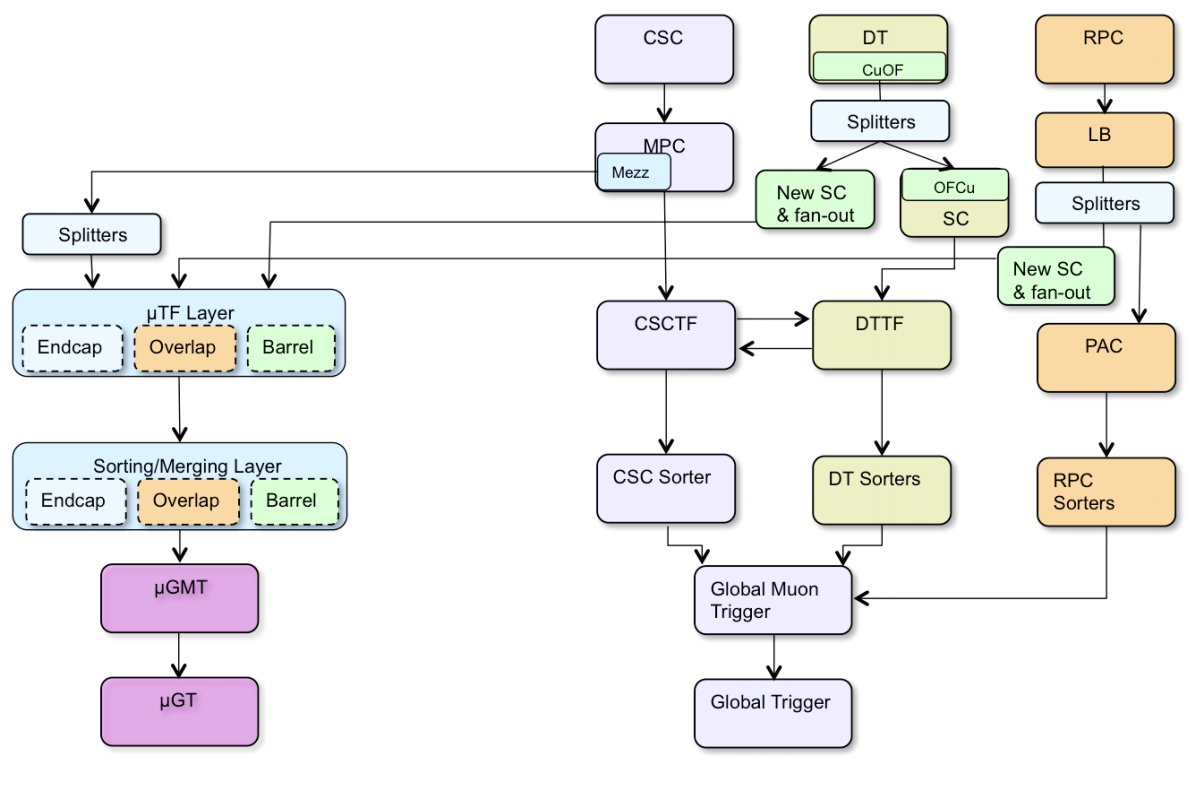 CSC
DT
RPC
CuOF
Splitters
LB
MPC
Mezz
New SC
& fan-out
OFCu
SC
Splitters
Splitters
New SC
& fan-out
µTF Layer
Endcap
Overlap
Barrel
CSCTF
DTTF
PAC
Sorting/Merging Layer
Endcap
Overlap
Barrel
CSC Sorter
DT Sorters
RPC
Sorters
µGMT
Global Muon
Trigger
µGT
Global Trigger